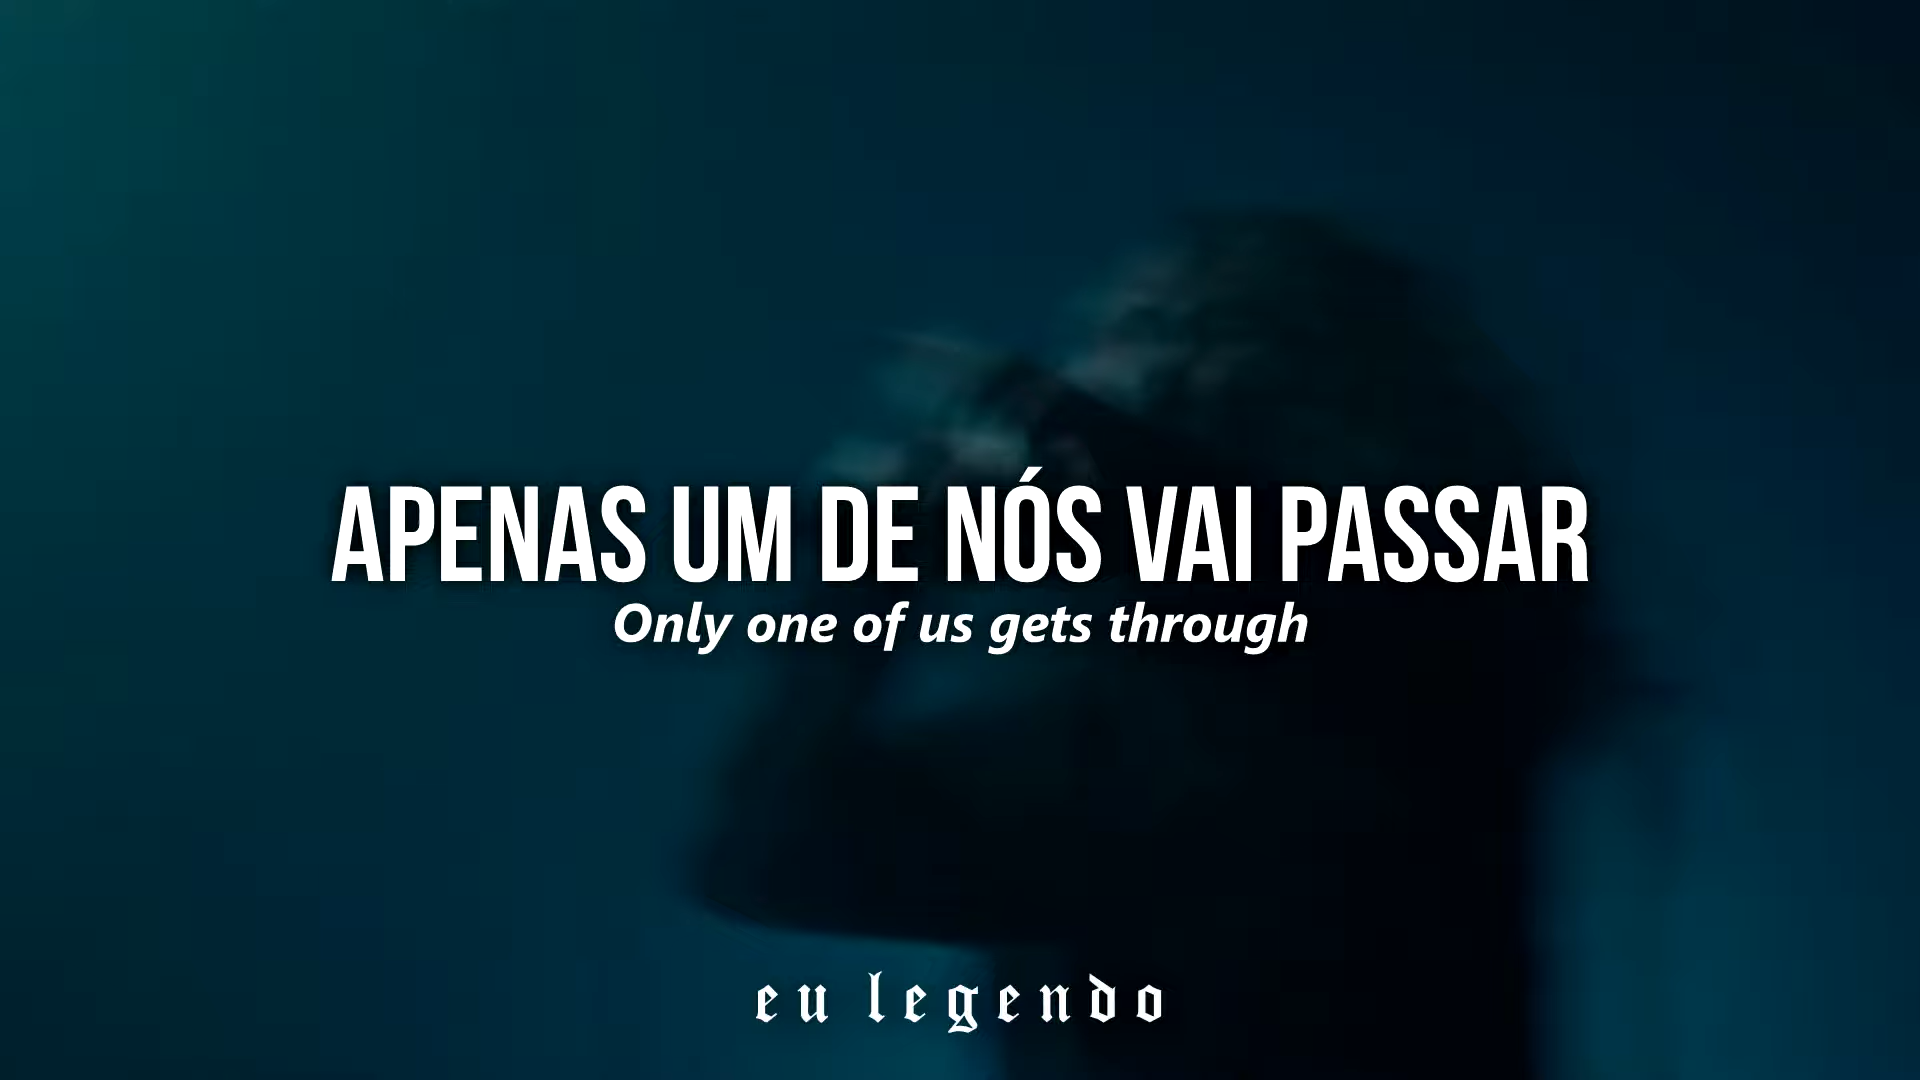 APENAS UM DE NÓS VAI PASSAR
Only one of us gets through
eu legendo